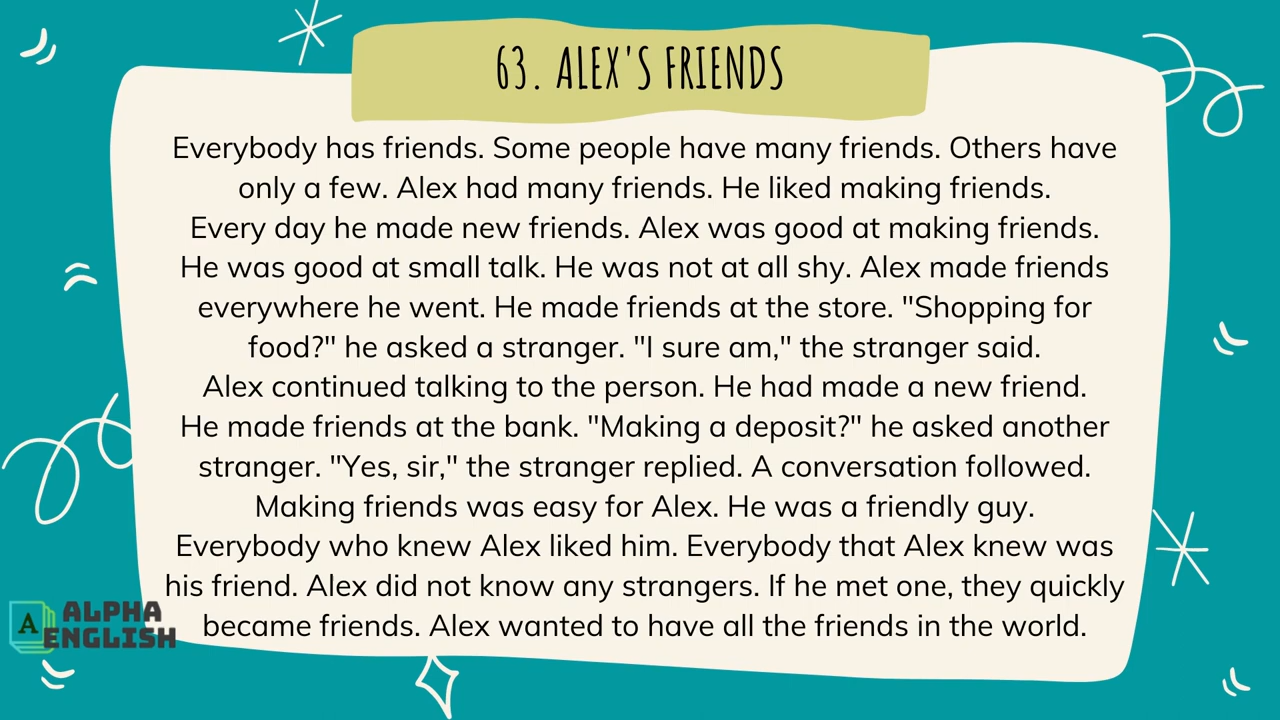 63. ALEX'S FRIENDS
Everybody has friends. Some people have many friends. Others have
only a few. Alex had many friends. He liked making friends.
Every day he made new friends. Alex was good at making friends.
He was good at small talk. He was not at all shy. Alex made friends
everywhere he went. He made friends at the store. "Shopping for
food?" he asked a stranger. "I sure am," the stranger said.
Alex continued talking to the person. He had made a new friend.
He made friends at the bank. "Making a deposit?" he asked another
stranger. "Yes, sir," the stranger replied. A conversation followed.
Making friends was easy for Alex. He was a friendly guy.
Everybody who knew Alex liked him. Everybody that Alex knew was
his friend. Alex did not know any strangers. If he met one, they quickly
became friends. Alex wanted to have all the friends in the world.
A
ALPHA
ENGLISH